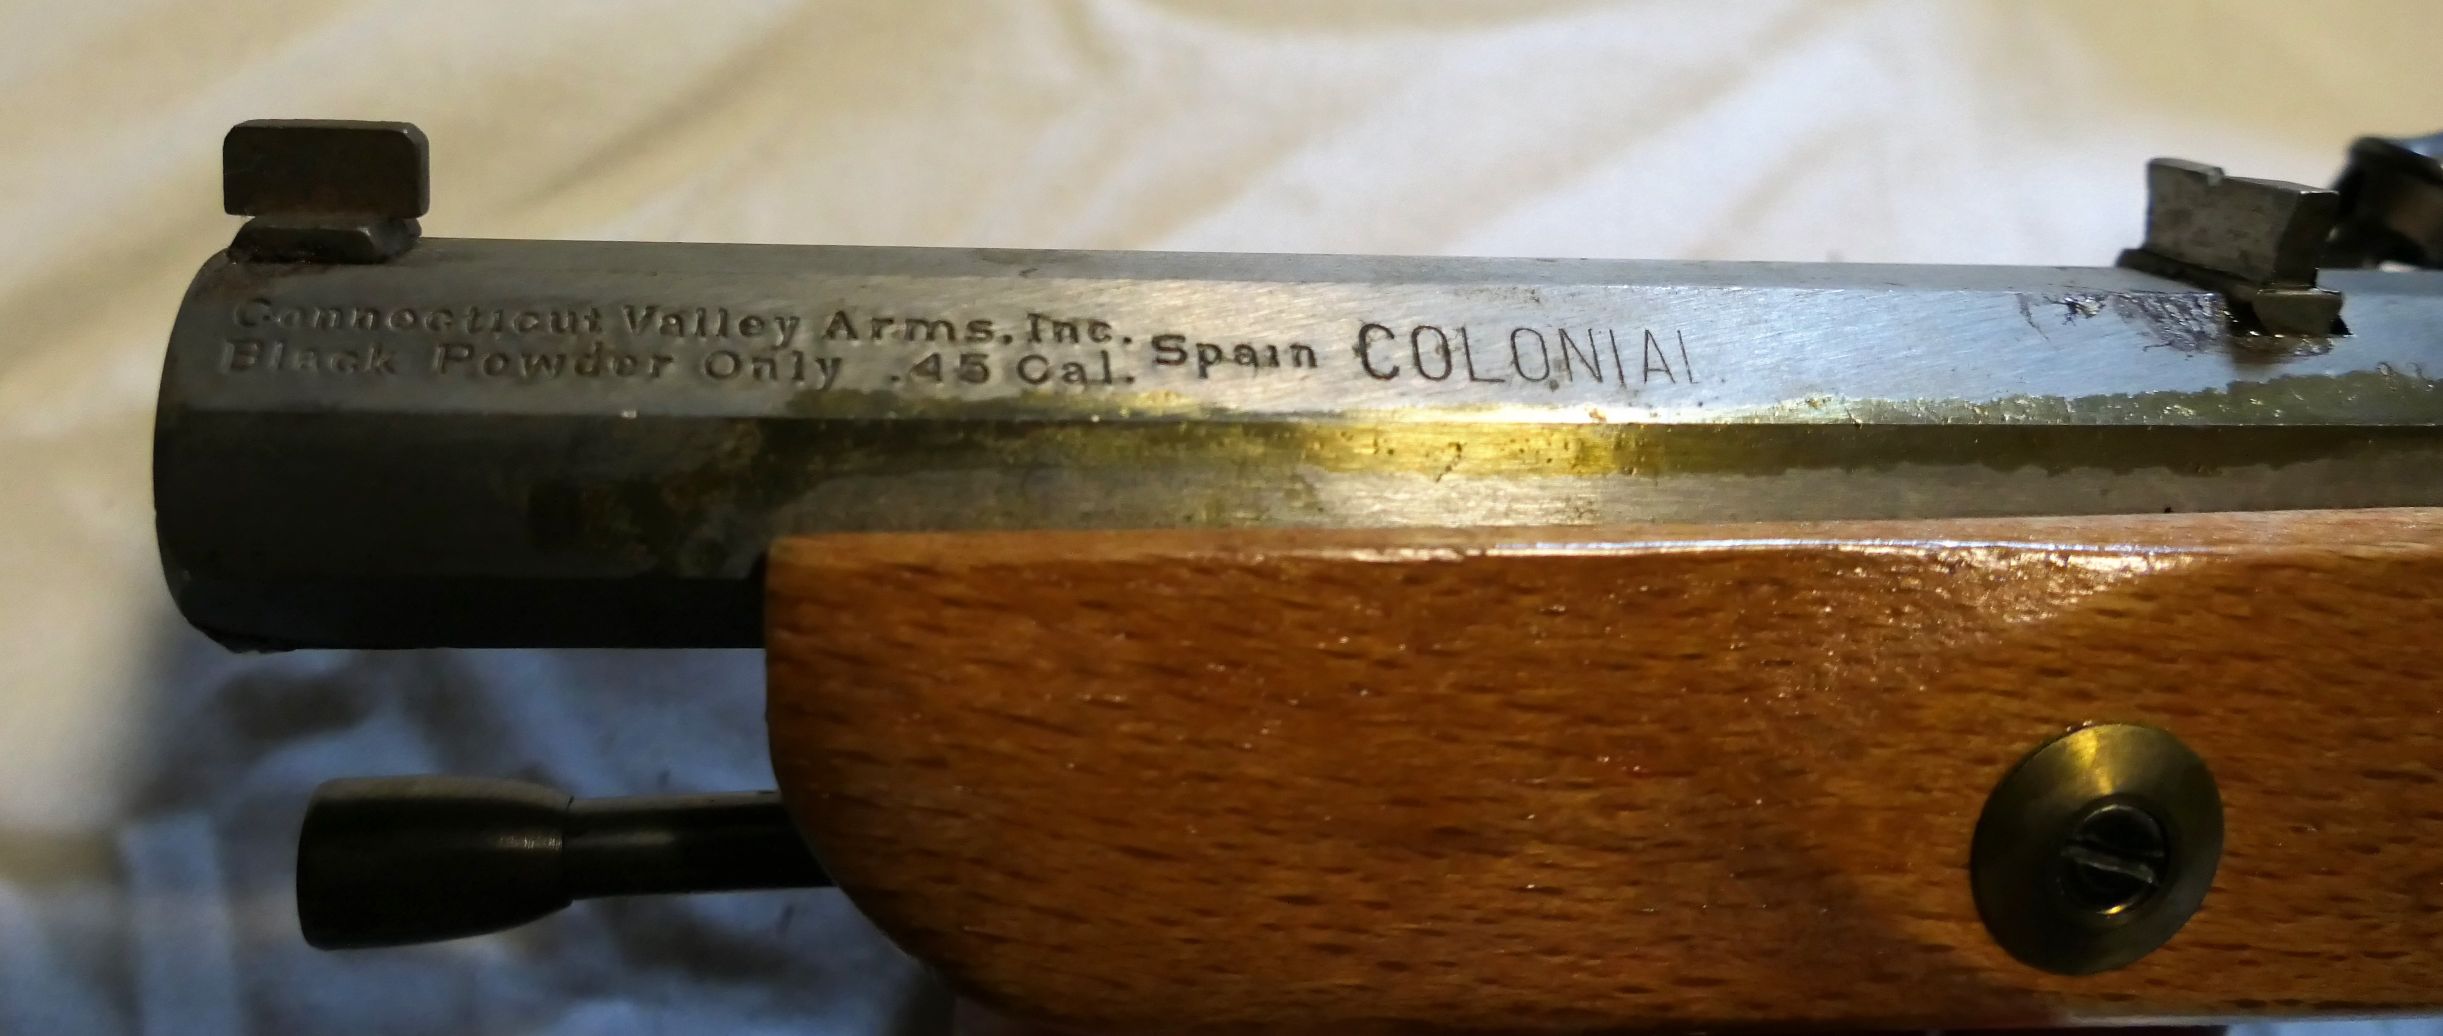 Connecticut Valley Arms, Inc.
Black Powder Only .45 Cal.
Spain COLONIAL